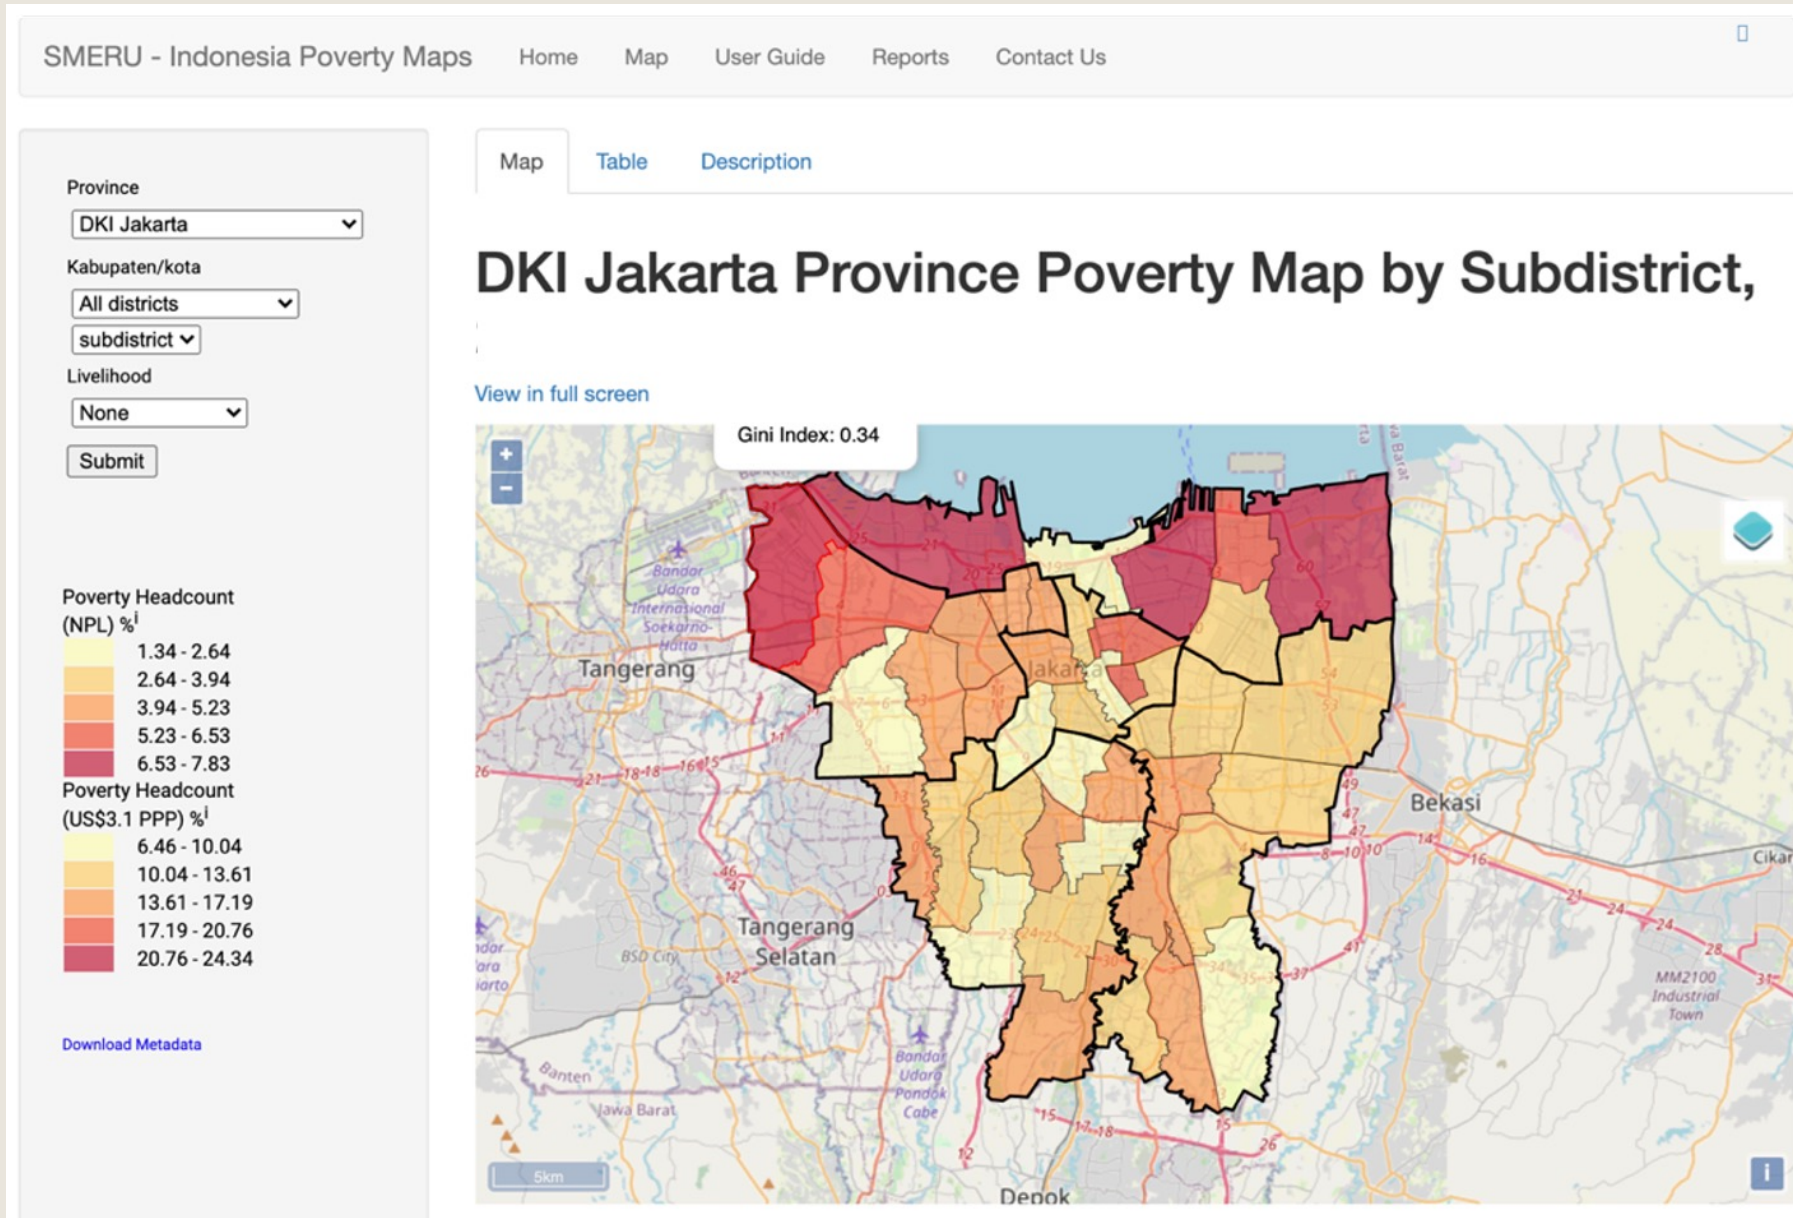 SMERU - Indonesia Poverty Maps Home Map User Guide Reports Contact Us
Province
DKI Jakarta
Kabupaten/kota
All districts
subdistrict
Livelihood
None
Submit
Poverty Headcount
(NPL) %i
1.34 - 2.64
2.64 - 3.94
3.94 - 5.23
5.23 - 6.53
6.53 - 7.83
Poverty Headcount
(US$3.1 PPP) %i
6.46 - 10.04
10.04 - 13.61
13.61 - 17.19
17.19 - 20.76
20.76 - 24.34
Download Metadata
Map Table Description
DKI Jakarta Province Poverty Map by Subdistrict,
View in full screen
Gini Index: 0.34
+
−
Bandar
Udara
Internasional
Soekarno-
Hatta
Tangerang
Jakarta
Bekasi
Tangerang
Selatan
BSD City
MM2100
Industrial
Town
Bandar
Udara
Pondok
Cabe
Banten
Jawa Barat
Depok
5km
i